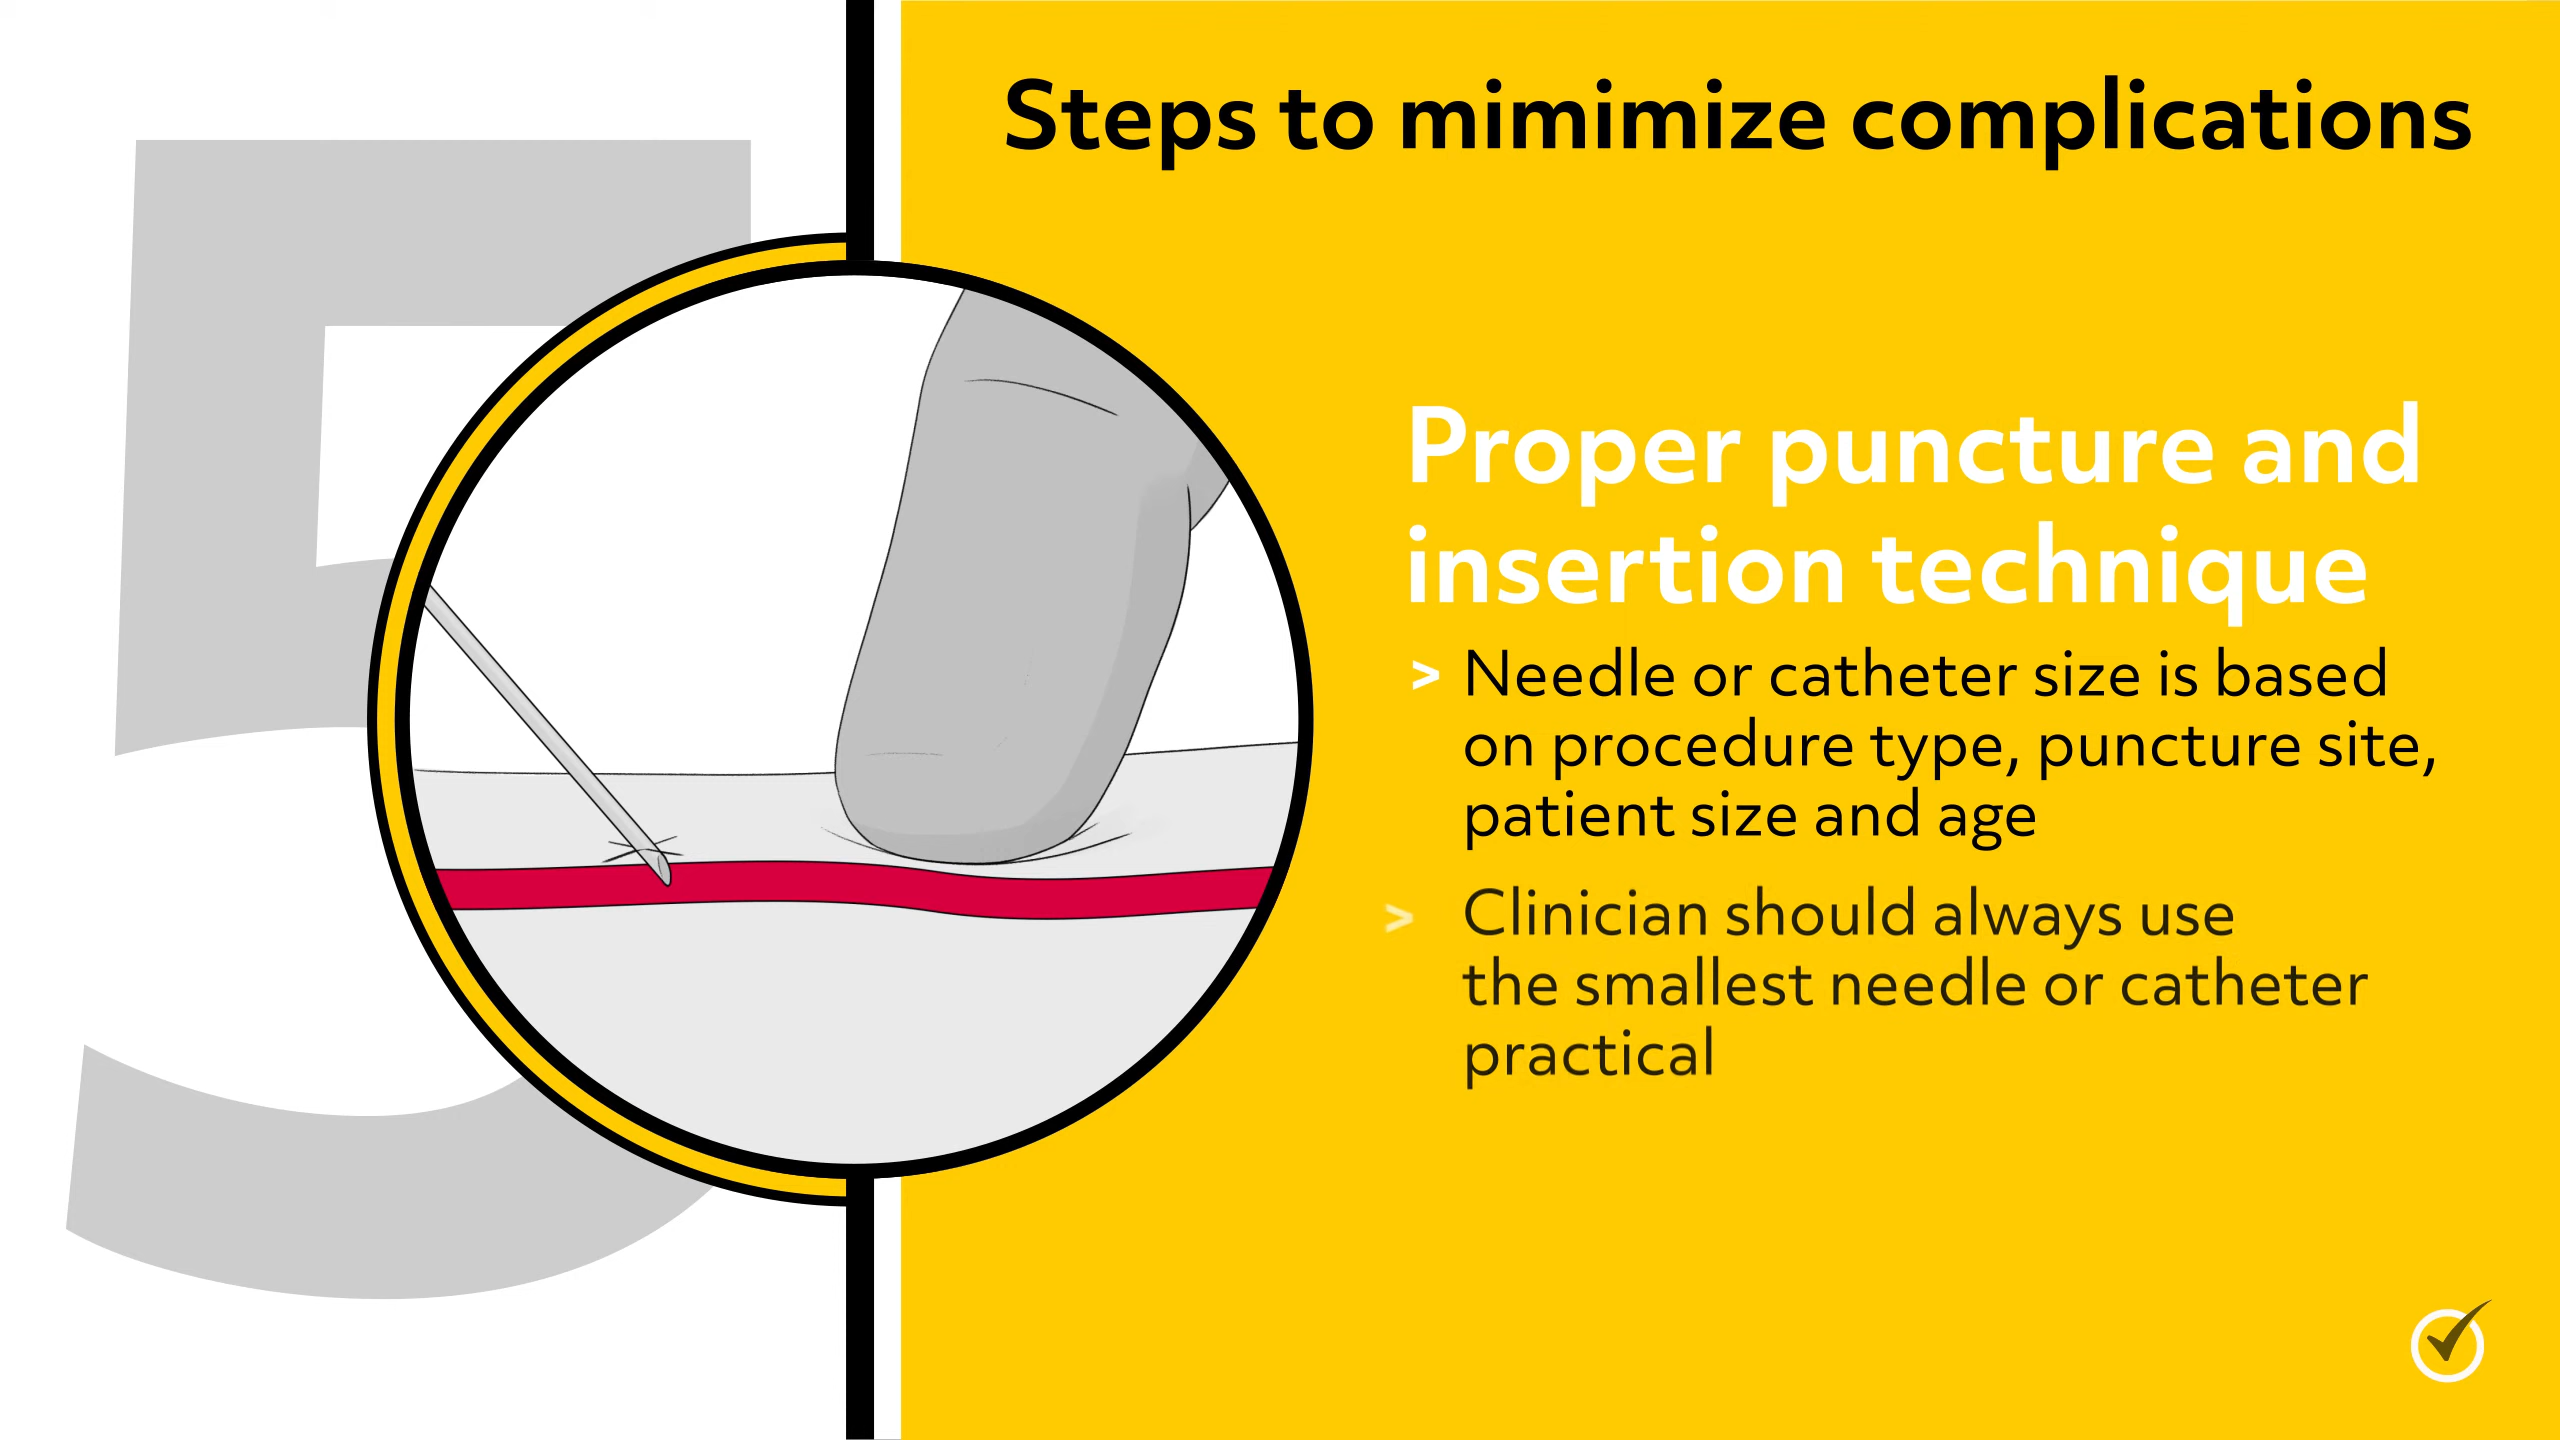 5
Steps to mimimize complications
Proper puncture and
insertion technique
> Needle or catheter size is based
on procedure type, puncture site,
patient size and age
> Clinician should always use
the smallest needle or catheter
practical